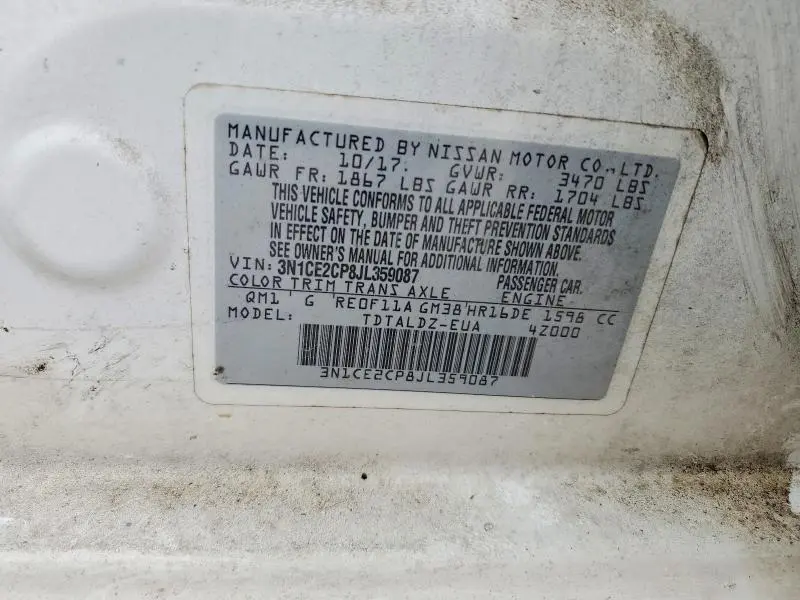 MANUFACTURED BY NISSAN MOTOR CO., LTD.
DATE: 10/17. GVWR: 3470 LBS
GAWR FR: 1867 LBS GAWR RR: 1704 LBS
THIS VEHICLE CONFORMS TO ALL APPLICABLE FEDERAL MOTOR
VEHICLE SAFETY, BUMPER AND THEFT PREVENTION STANDARDS
IN EFFECT ON THE DATE OF MANUFACTURE SHOWN ABOVE.
SEE OWNER'S MANUAL FOR ADDITIONAL INFORMATION.
VIN: 3N1CE2CP8JL359087 PASSENGER CAR.
COLOR TRIM TRANS AXLE ENGINE
QM1 ' G 'RE0F11A GM38'HR16DE 1598 CC
MODEL: TDTALDZ-EUA 4Z000
3N1CE2CP8JL359087